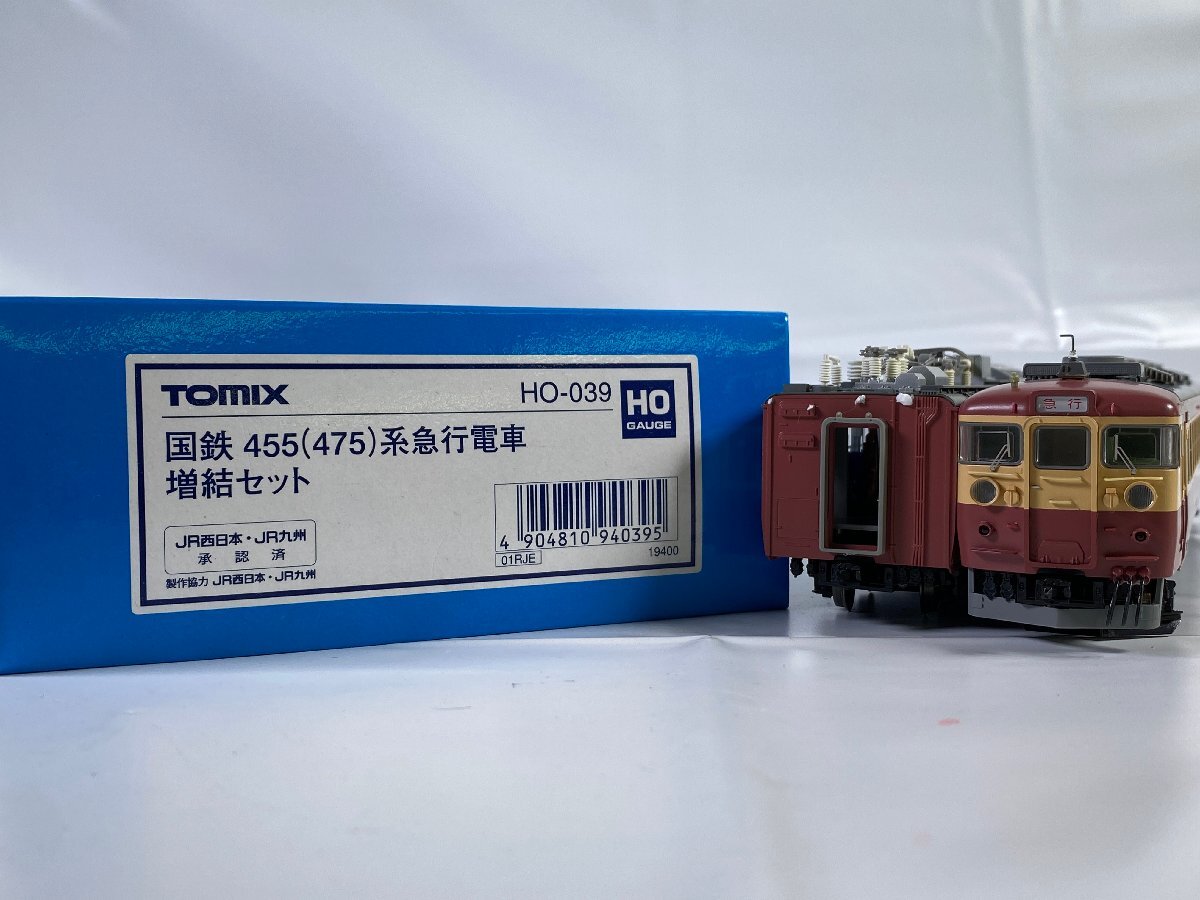 TOMIX
HO-039
HO
GAUGE
国鉄 455(475)系急行電車
増結セット
JR西日本・JR九州
承認済
製作協力 JR西日本・JR九州
4 904810 940395
01RJE
19400
急行